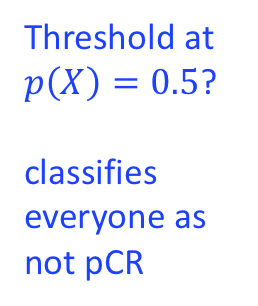 Threshold at
p(X) = 0.5?
classifies
everyone as
not pCR